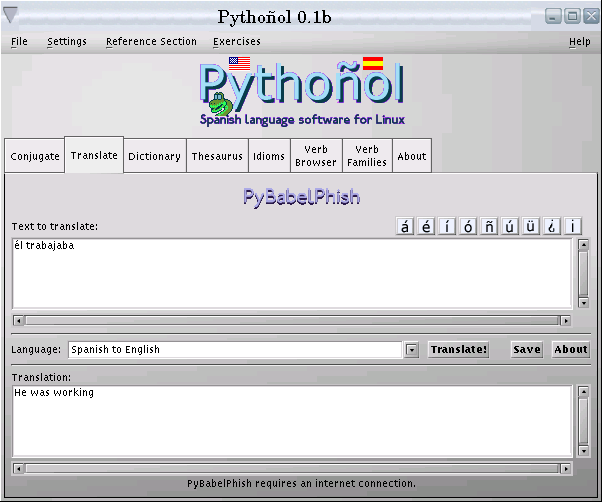 Pythoñol 0.1b
File Settings Reference Section Exercises Help
Pythoñol
Spanish language software for Linux
Conjugate Translate Dictionary Thesaurus Idioms Verb Browser Verb Families About
PyBabelPhish
Text to translate: á é í ó ñ ú ü ¿ ¡
él trabajaba
Language: Spanish to English Translate! Save About
Translation:
He was working
PyBabelPhish requires an internet connection.